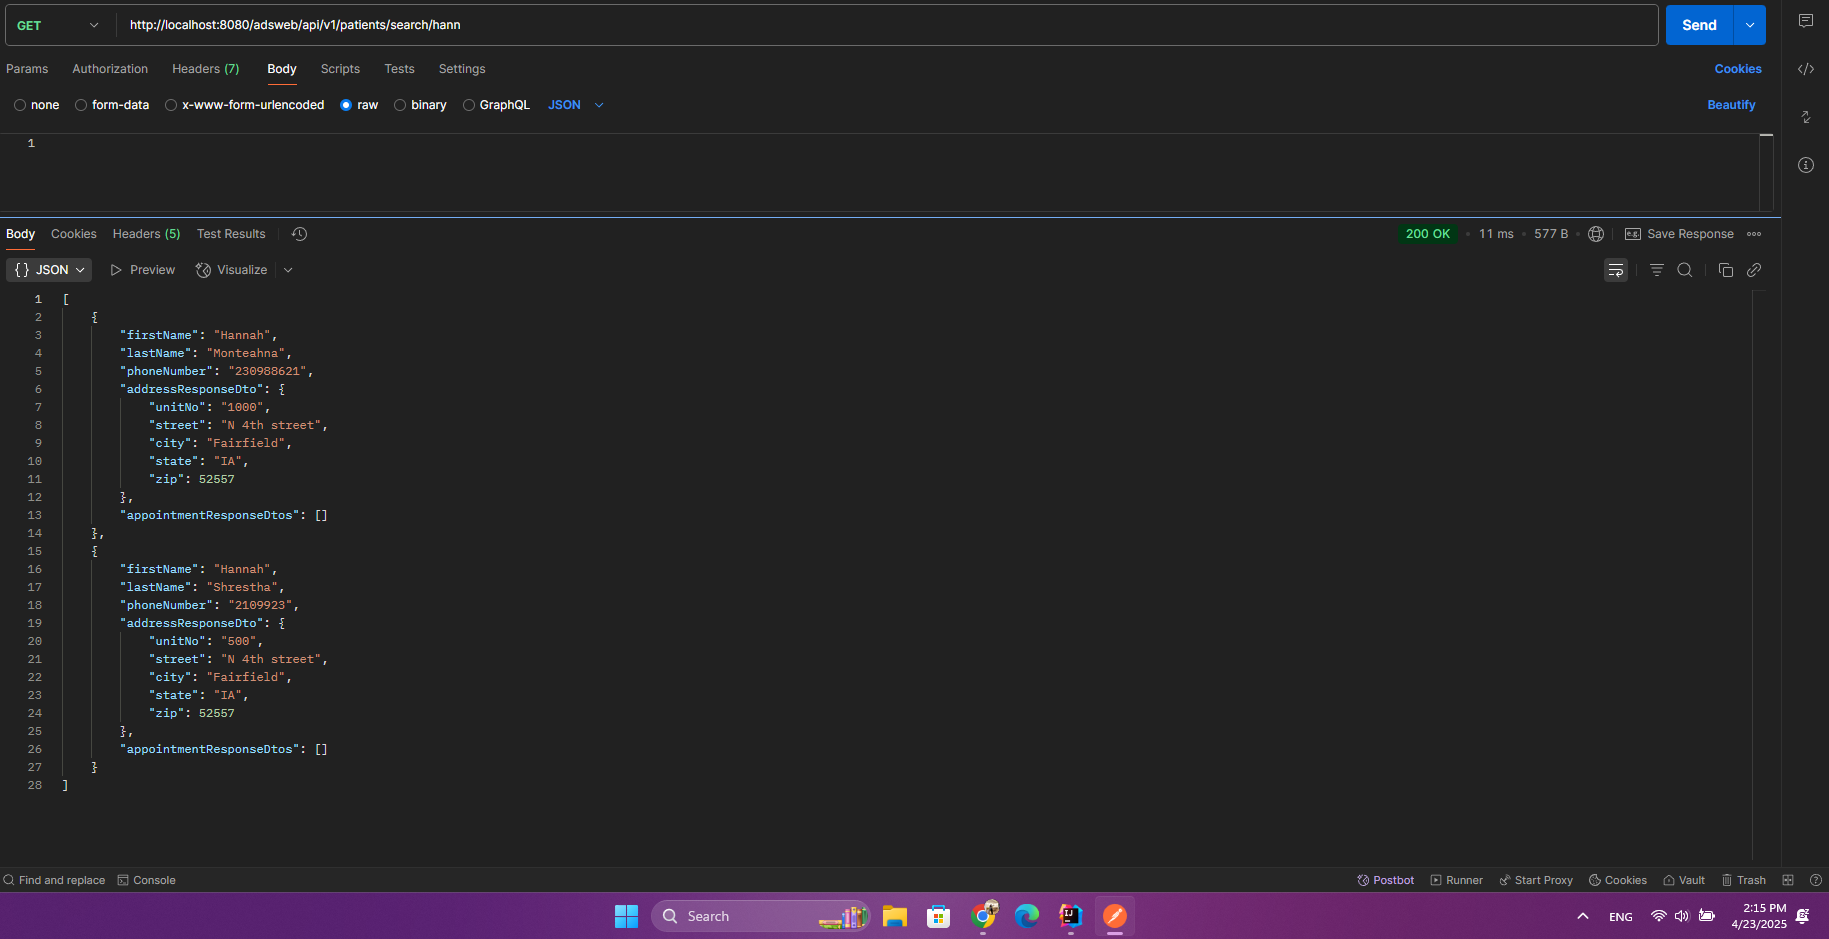 GET http://localhost:8080/adsweb/api/v1/patients/search/hann Send
Params Authorization Headers (7) Body Scripts Tests Settings Cookies
none form-data x-www-form-urlencoded raw binary GraphQL JSON Beautify
1
Body Cookies Headers (5) Test Results 200 OK • 11 ms • 577 B • Save Response
{} JSON Preview Visualize
1 [
2 {
3 "firstName": "Hannah",
4 "lastName": "Monteahna",
5 "phoneNumber": "230988621",
6 "addressResponseDto": {
7 "unitNo": "1000",
8 "street": "N 4th street",
9 "city": "Fairfield",
10 "state": "IA",
11 "zip": 52557
12 },
13 "appointmentResponseDtos": []
14 },
15 {
16 "firstName": "Hannah",
17 "lastName": "Shrestha",
18 "phoneNumber": "2109923",
19 "addressResponseDto": {
20 "unitNo": "500",
21 "street": "N 4th street",
22 "city": "Fairfield",
23 "state": "IA",
24 "zip": 52557
25 },
26 "appointmentResponseDtos": []
27 }
28 ]
Find and replace Console Postbot Runner Start Proxy Cookies Vault Trash
Search ENG 2:15 PM
4/23/2025